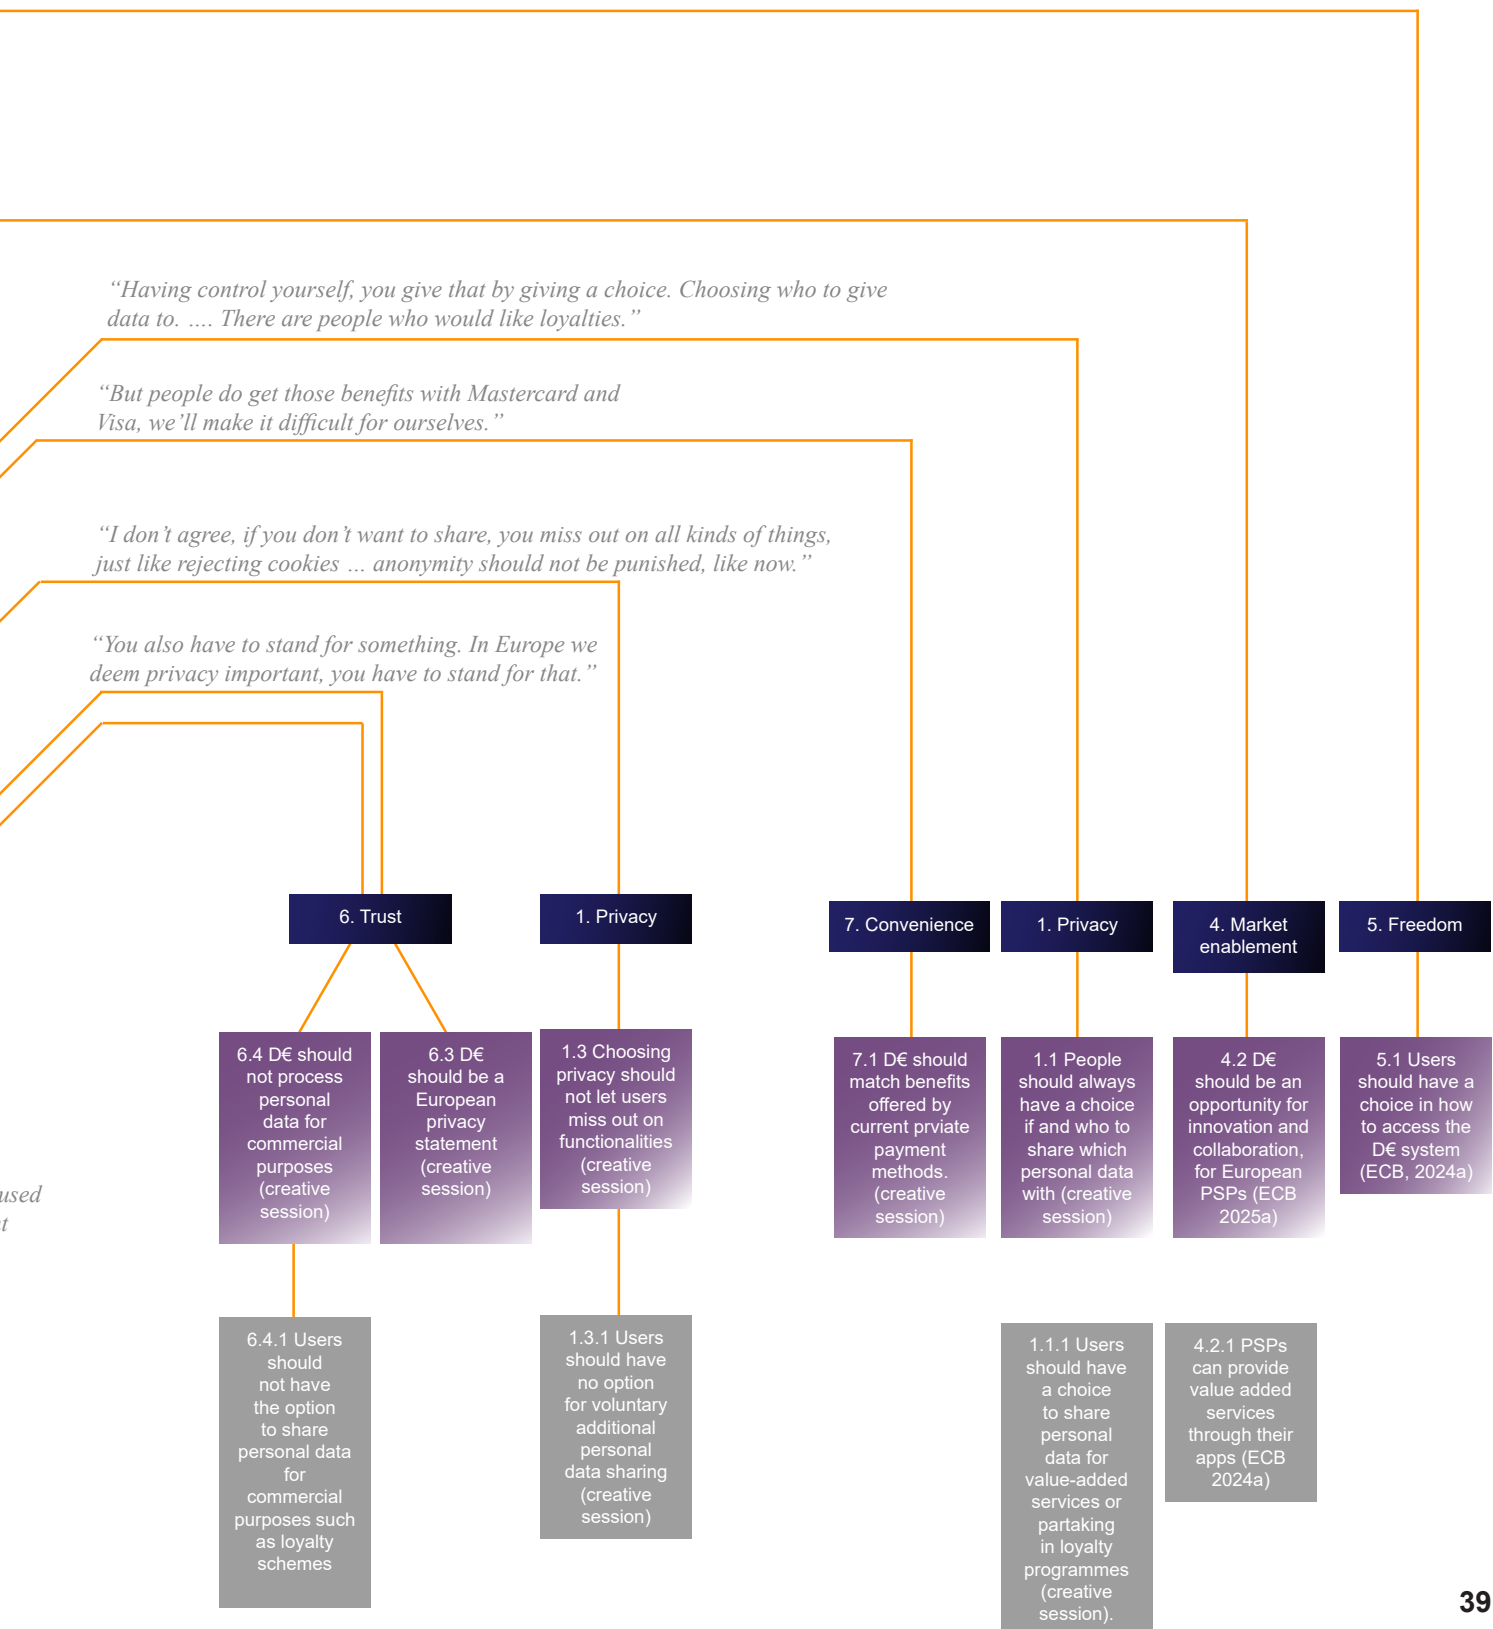 “Having control yourself, you give that by giving a choice. Choosing who to give
data to. …. There are people who would like loyalties.”
“But people do get those benefits with Mastercard and
Visa, we’ll make it difficult for ourselves.”
“I don’t agree, if you don’t want to share, you miss out on all kinds of things,
just like rejecting cookies … anonymity should not be punished, like now.”
“You also have to stand for something. In Europe we
deem privacy important, you have to stand for that.”
6. Trust
1. Privacy
7. Convenience
1. Privacy
4. Market
enablement
5. Freedom
6.4 D€ should
not process
personal
data for
commercial
purposes
(creative
session)
6.3 D€
should be a
European
privacy
statement
(creative
session)
1.3 Choosing
privacy should
not let users
miss out on
functionalities
(creative
session)
7.1 D€ should
match benefits
offered by
current prviate
payment
methods.
(creative
session)
1.1 People
should always
have a choice
if and who to
share which
personal data
with (creative
session)
4.2 D€
should be an
opportunity for
innovation and
collaboration,
for European
PSPs (ECB
2025a)
5.1 Users
should have a
choice in how
to access the
D€ system
(ECB, 2024a)
used
6.4.1 Users
should
not have
the option
to share
personal data
for
commercial
purposes such
as loyalty
schemes
1.3.1 Users
should have
no option
for voluntary
additional
personal
data sharing
(creative
session)
1.1.1 Users
should have
a choice
to share
personal
data for
value-added
services or
partaking
in loyalty
programmes
(creative
session).
4.2.1 PSPs
can provide
value added
services
through their
apps (ECB
2024a)
39